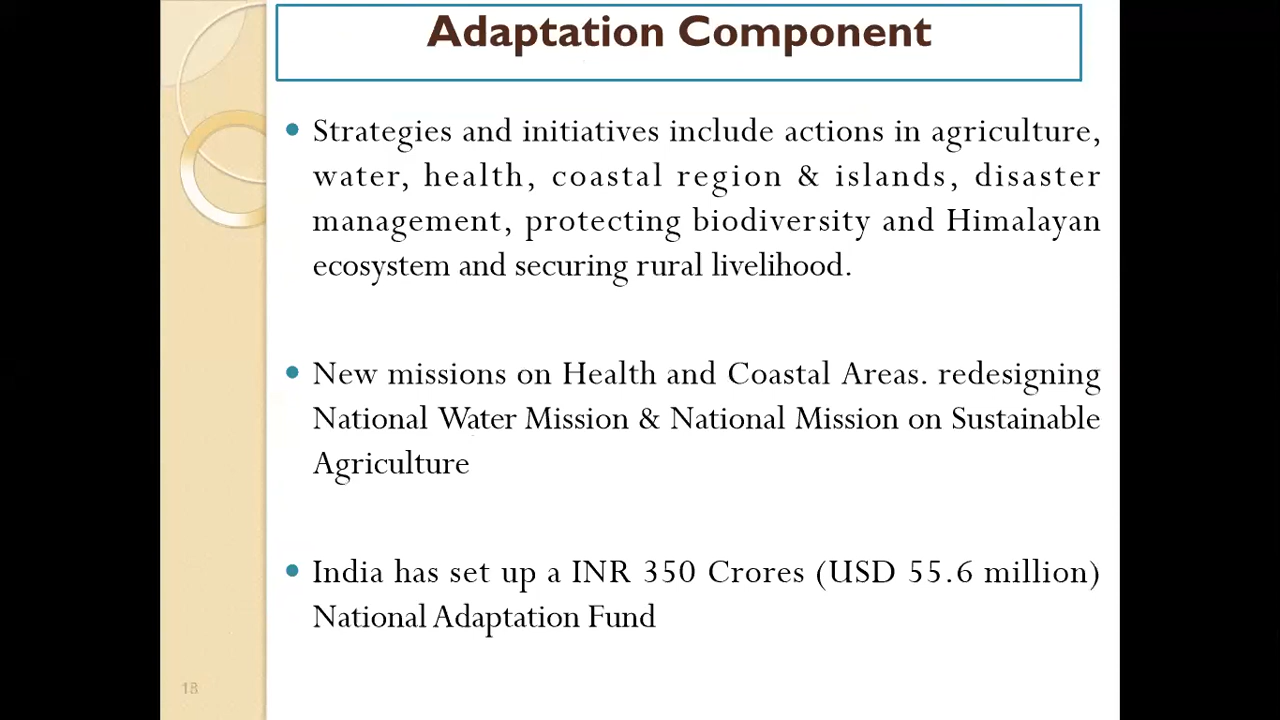 Adaptation Component
• Strategies and initiatives include actions in agriculture,
water, health, coastal region & islands, disaster
management, protecting biodiversity and Himalayan
ecosystem and securing rural livelihood.
• New missions on Health and Coastal Areas. redesigning
National Water Mission & National Mission on Sustainable
Agriculture
• India has set up a INR 350 Crores (USD 55.6 million)
National Adaptation Fund
18